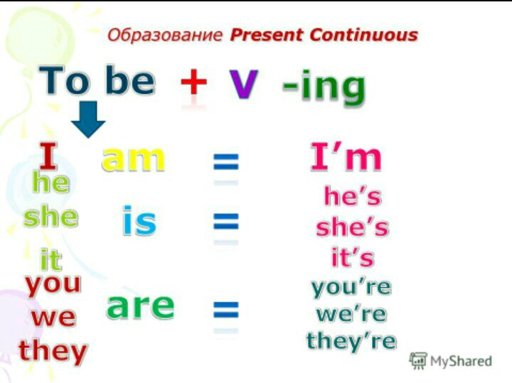 Образование Present Continuous
To be + V -ing
I am = I’m
he
she is = he’s
it she’s
it’s
you
we are = you’re
they we’re
they’re
MyShared